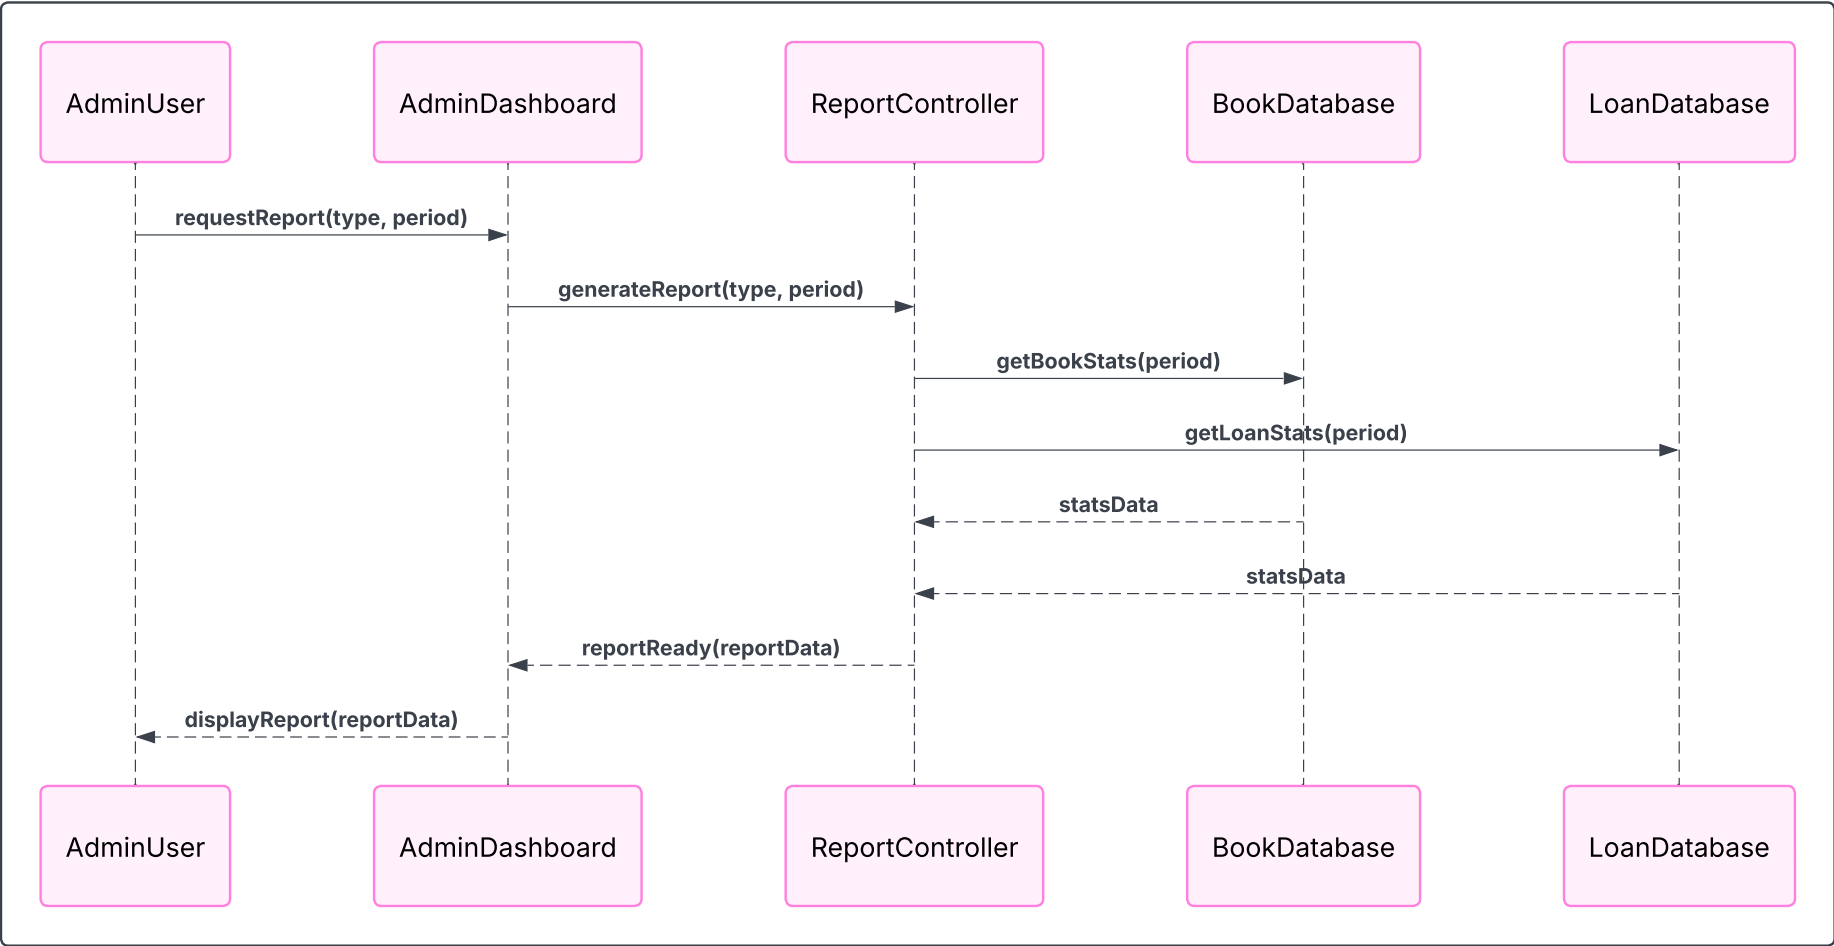 AdminUser
AdminDashboard
ReportController
BookDatabase
LoanDatabase
requestReport(type, period)
generateReport(type, period)
getBookStats(period)
getLoanStats(period)
statsData
statsData
reportReady(reportData)
displayReport(reportData)
AdminUser
AdminDashboard
ReportController
BookDatabase
LoanDatabase